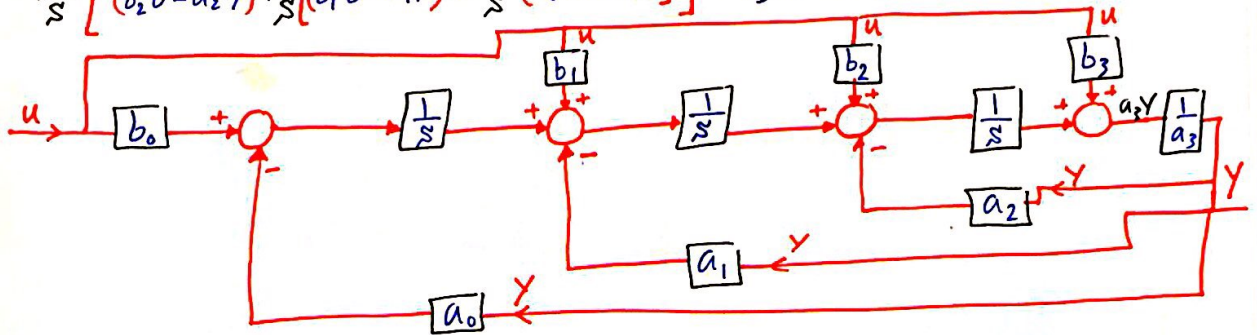 u u u
b₁ b₂ b₃
u b₀ + 1/s + + 1/s + + 1/s + + a₃Y 1/a₃
- - -
a₂ Y Y
a₁ Y
a₀ Y